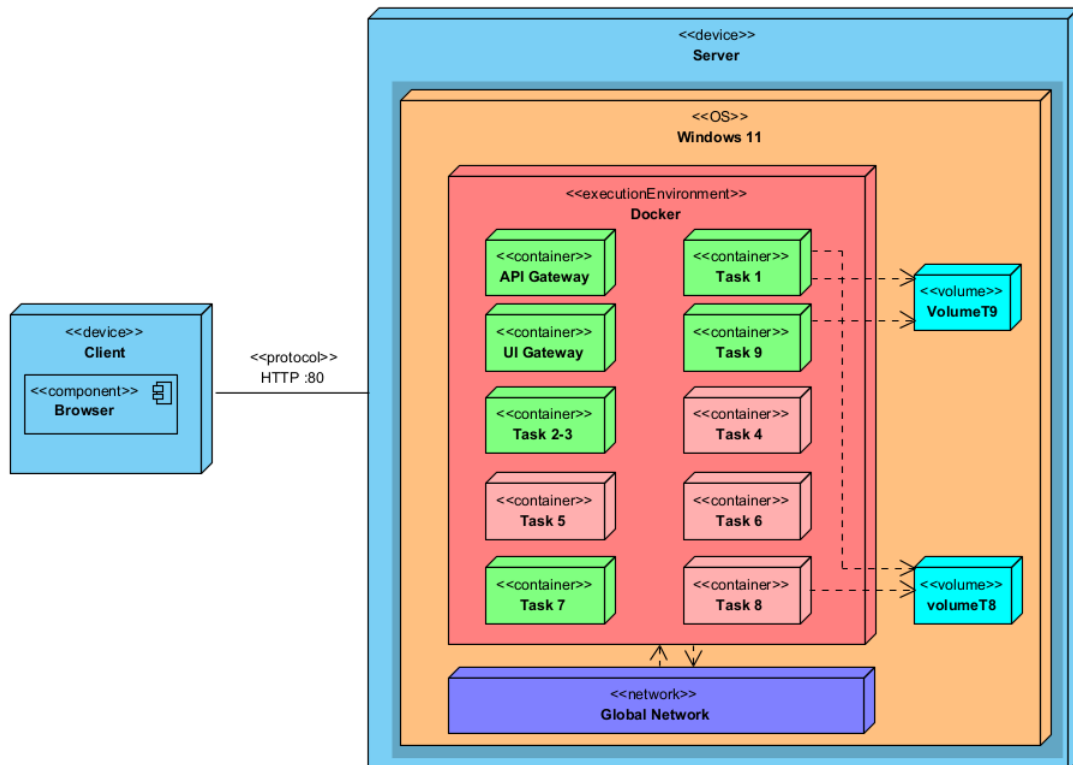 <<device>>
Server
<<OS>>
Windows 11
<<executionEnvironment>>
Docker
<<container>>
API Gateway
<<container>>
Task 1
<<volume>>
VolumeT9
<<container>>
UI Gateway
<<container>>
Task 9
<<device>>
Client
<<component>>
Browser
<<protocol>>
HTTP :80
<<container>>
Task 2-3
<<container>>
Task 4
<<container>>
Task 5
<<container>>
Task 6
<<container>>
Task 7
<<container>>
Task 8
<<volume>>
volumeT8
<<network>>
Global Network